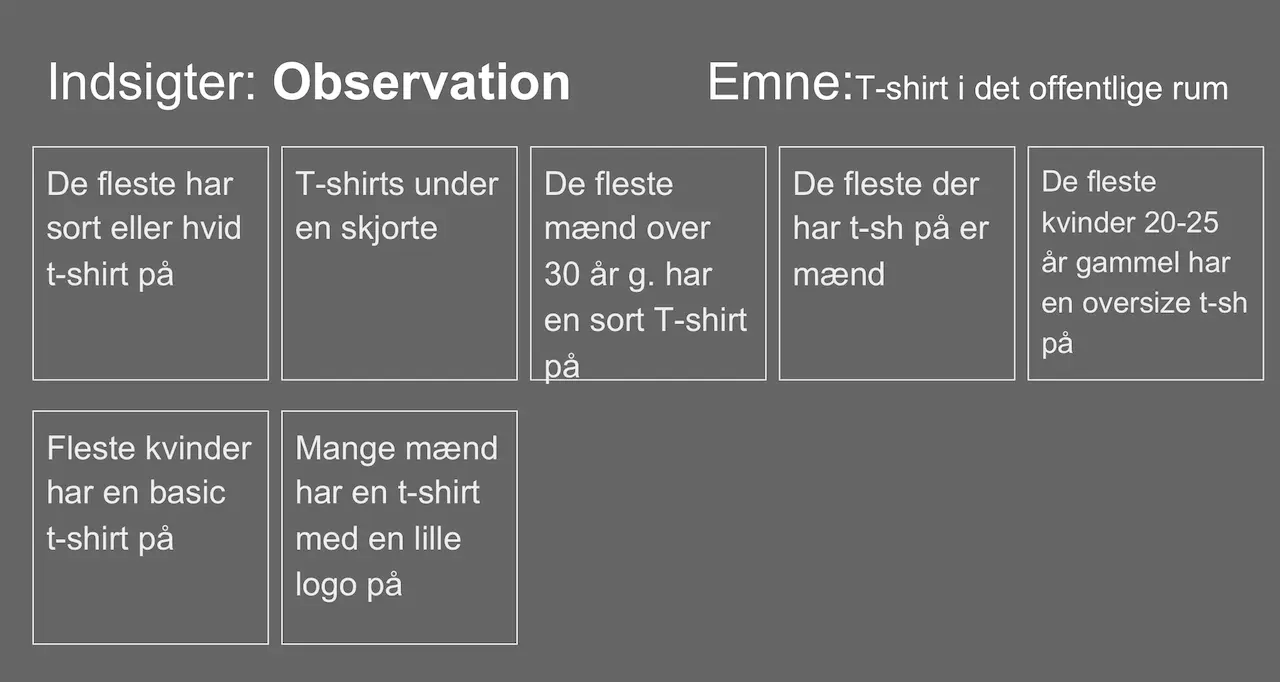 Indsigter: Observation
Emne:T-shirt i det offentlige rum
De fleste har
sort eller hvid
t-shirt på
T-shirts under
en skjorte
De fleste
mænd over
30 år g. har
en sort T-shirt
på
De fleste der
har t-sh på er
mænd
De fleste
kvinder 20-25
år gammel har
en oversize t-sh
på
Fleste kvinder
har en basic
t-shirt på
Mange mænd
har en t-shirt
med en lille
logo på